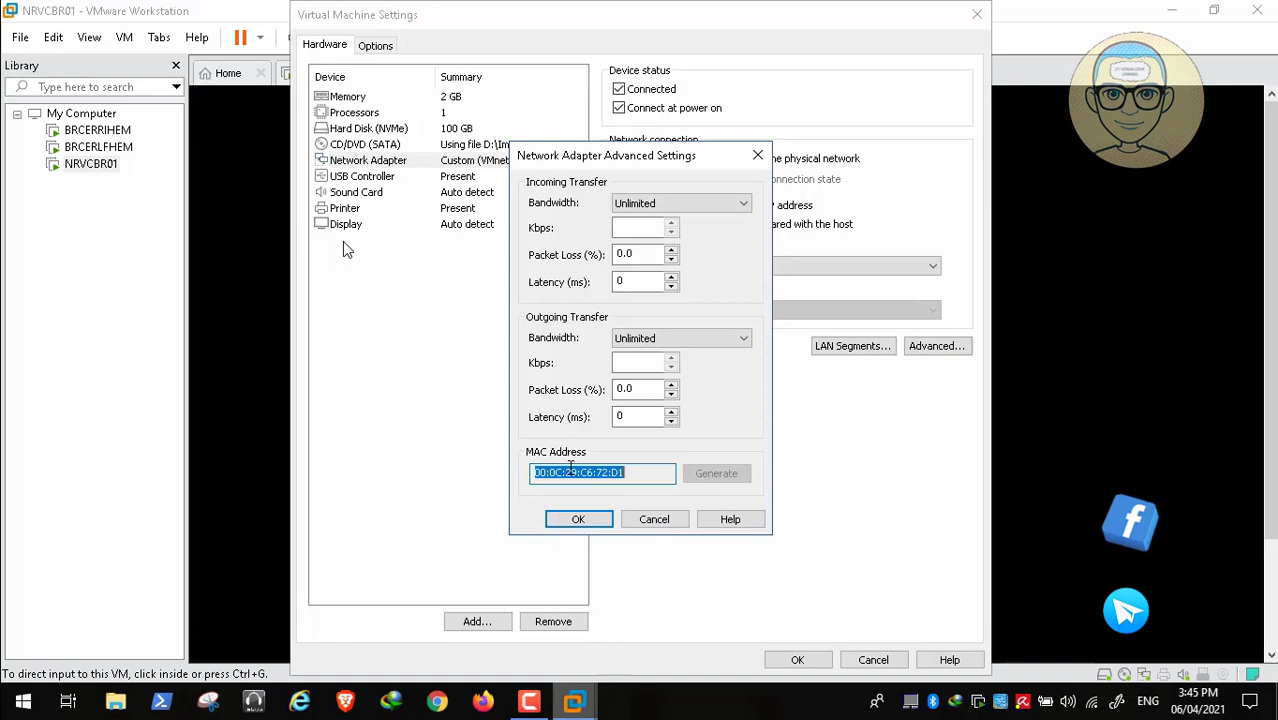 NRVCBR01 - VMware Workstation
File Edit View VM Tabs Help
Library
Type here to search
My Computer
BRCERRIHEM
BRCERLFHEM
NRVCBR01
Home
Virtual Machine Settings
Hardware Options
Device Summary
Memory 2 GB
Processors 1
Hard Disk (NVMe) 100 GB
CD/DVD (SATA) Using file D:\Im
Network Adapter Custom (VMnet
USB Controller Present
Sound Card Auto detect
Printer Present
Display Auto detect
Add... Remove
Device status
Connected
Connect at power on
Network connection
the physical network
onnection state
P address
ared with the host
LAN Segments... Advanced...
OK Cancel Help
Network Adapter Advanced Settings
Incoming Transfer
Bandwidth: Unlimited
Kbps:
Packet Loss (%): 0.0
Latency (ms): 0
Outgoing Transfer
Bandwidth: Unlimited
Kbps:
Packet Loss (%): 0.0
Latency (ms): 0
MAC Address
00:0C:29:C6:72:D1 Generate
OK Cancel Help
To direct input to this VM, click inside or press Ctrl+G.
ENG
3:45 PM
06/04/2021